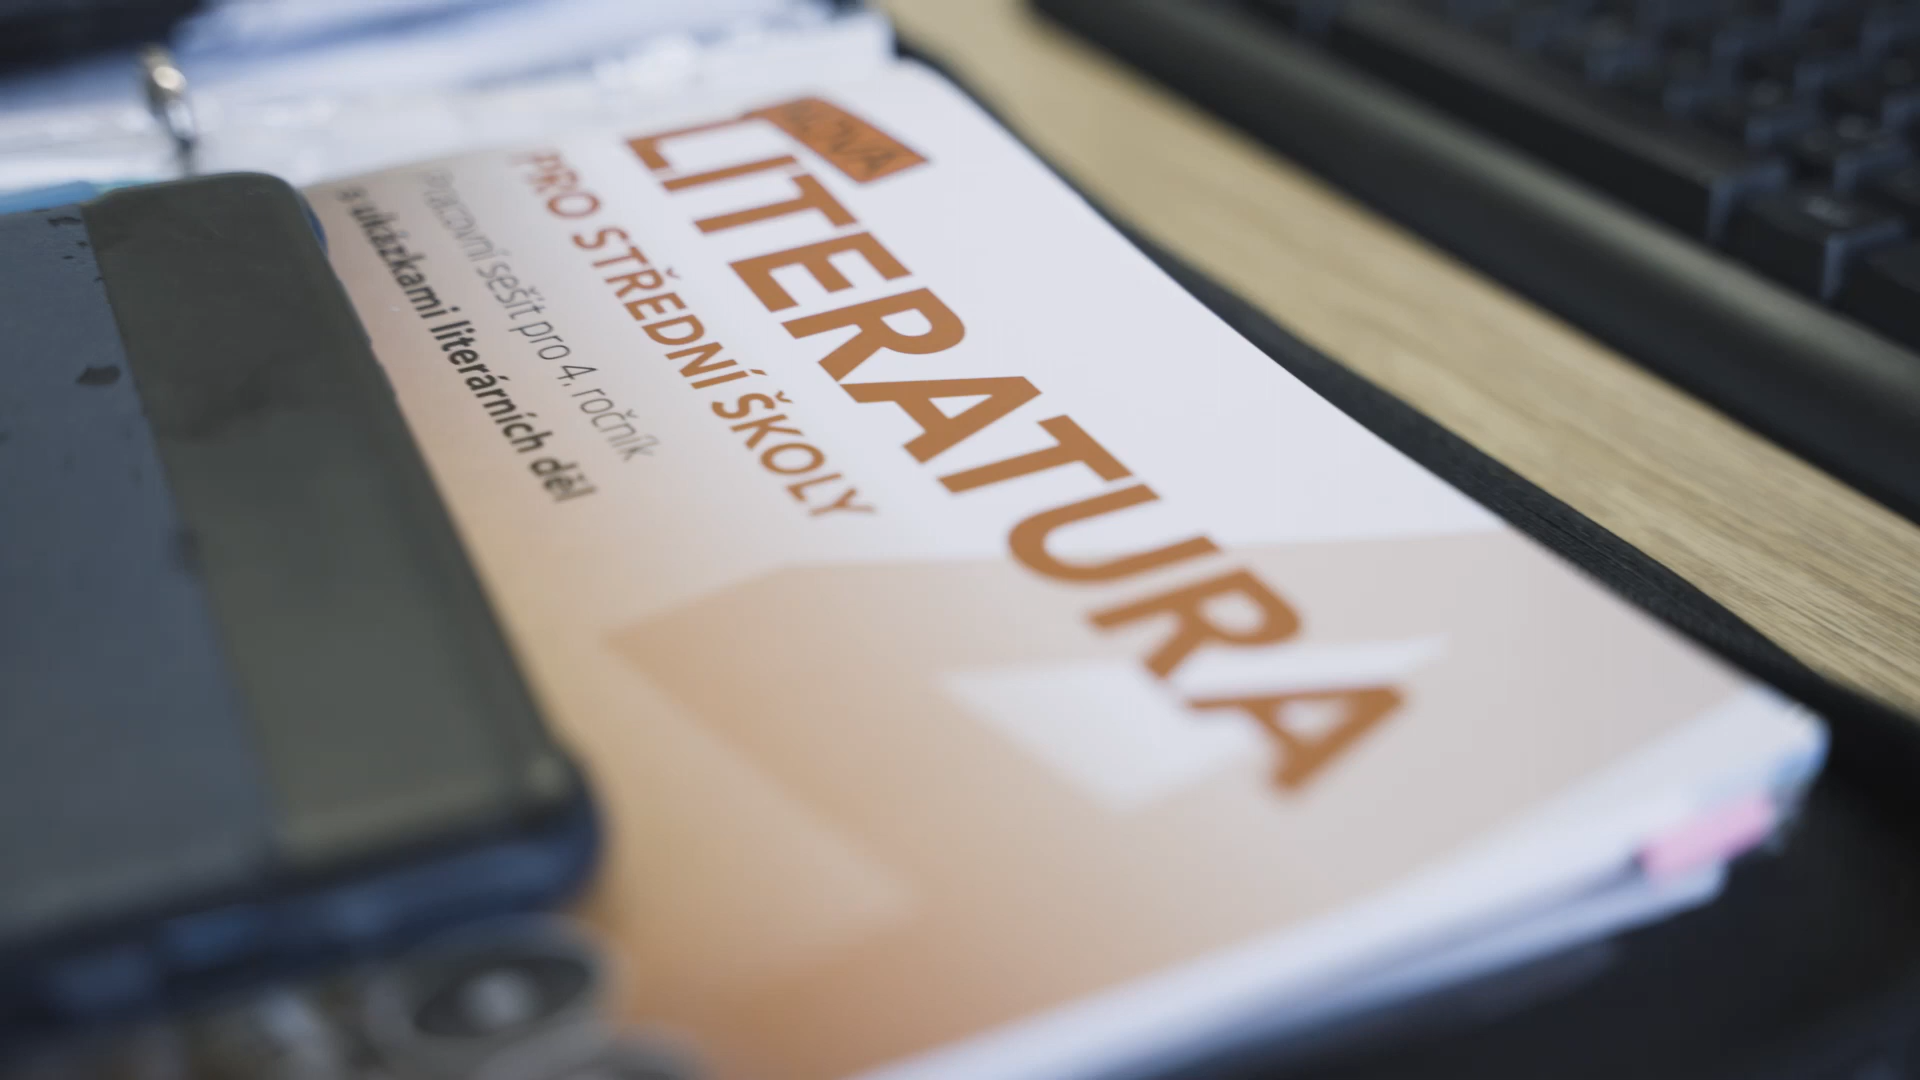 NOVÁ
LITERATURA
PRO STŘEDNÍ ŠKOLY
Pracovní sešit pro 4. ročník
s ukázkami literárních děl